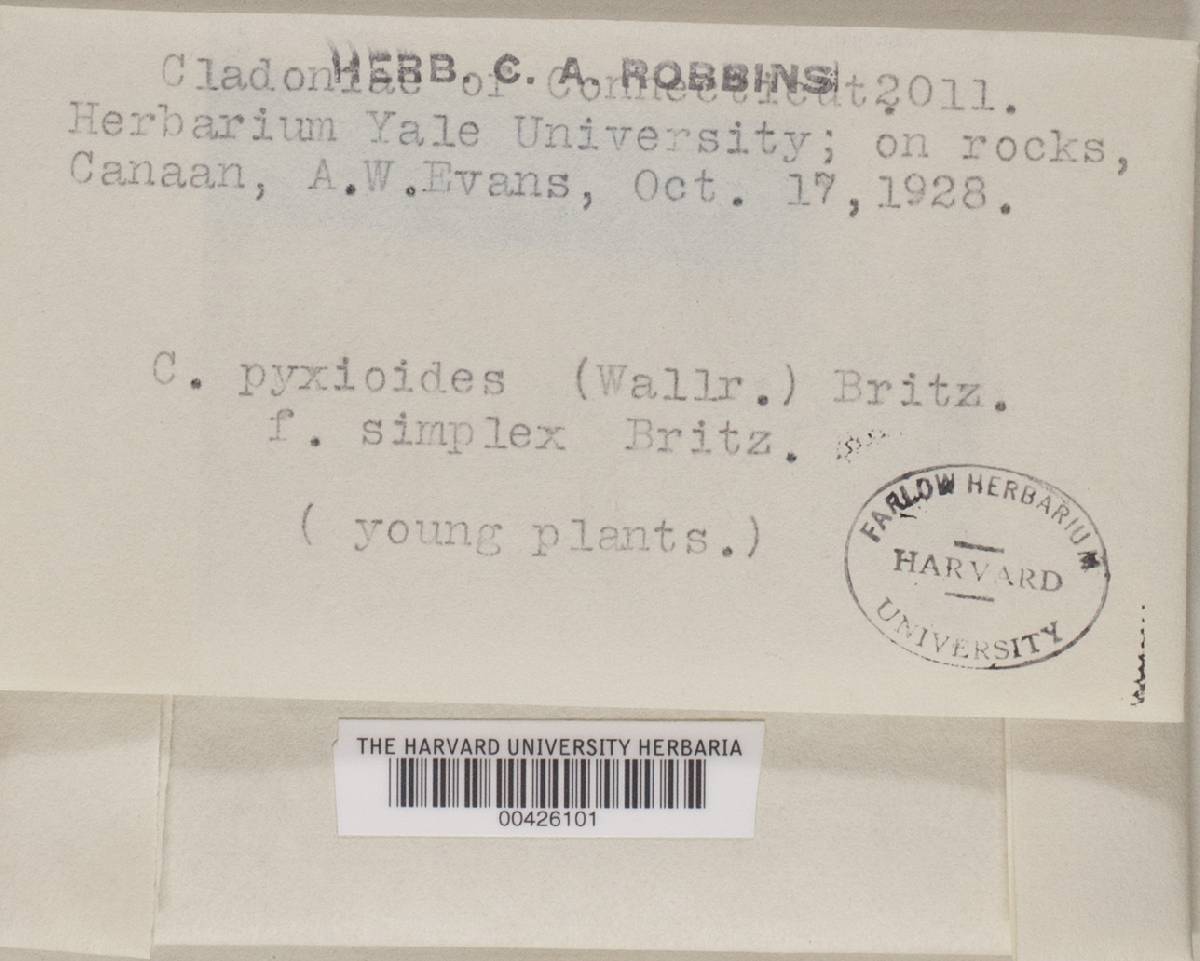 HERB. C. A. ROBBINS
Cladoniae of Connecticut 2011.
Herbarium Yale University; on rocks,
Canaan, A.W.Evans, Oct. 17,1928.
C. pyxioides (Wallr.) Britz.
f. simplex Britz.
( young plants.)
FARLOW HERBARIUM
HARVARD
UNIVERSITY
THE HARVARD UNIVERSITY HERBARIA
00426101